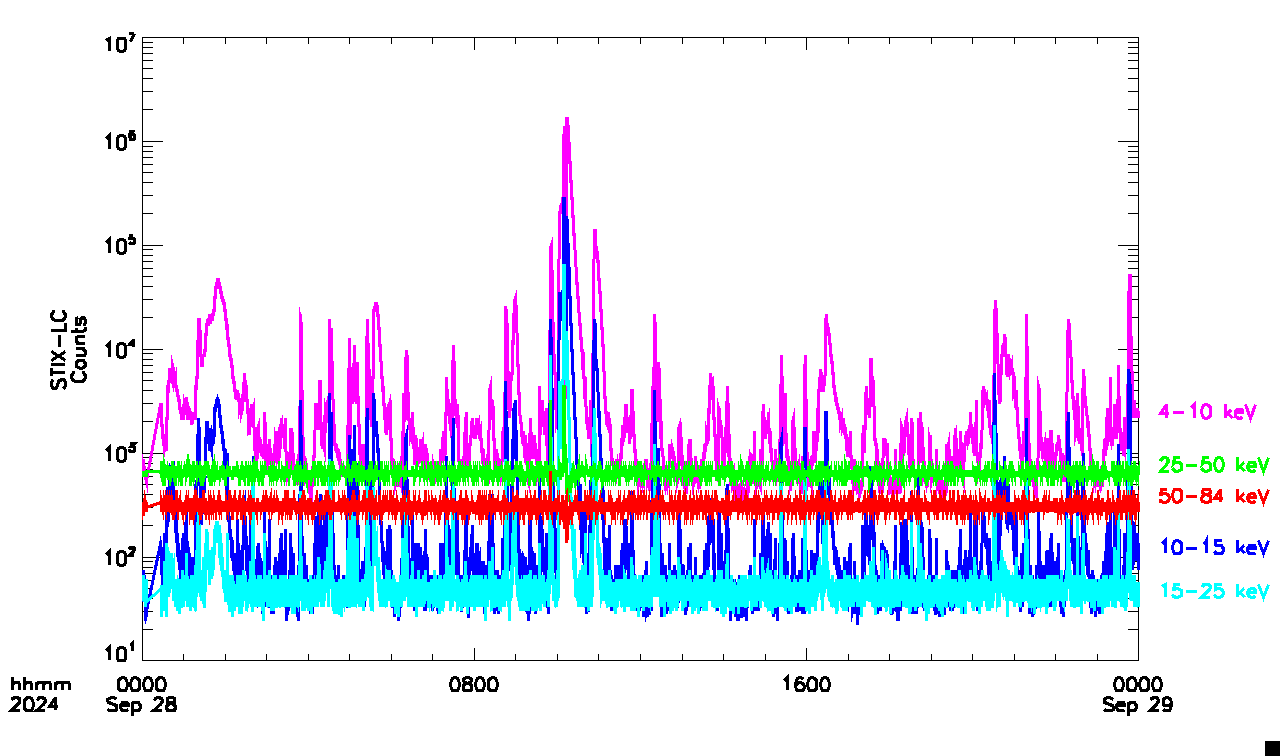 10⁷
10⁶
10⁵
10⁴
10³
10²
10¹
STIX-LC
Counts
4-10 keV
25-50 keV
50-84 keV
10-15 keV
15-25 keV
hhmm 0000 0800 1600 0000
2024 Sep 28 Sep 29